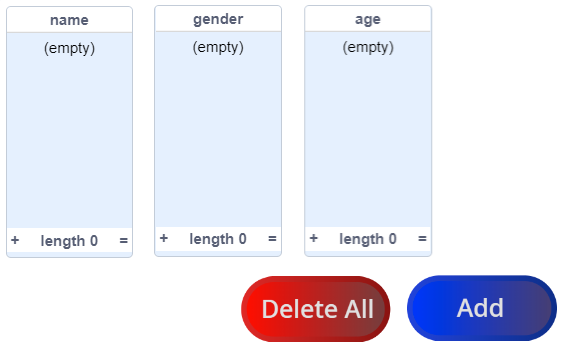 name gender age
(empty) (empty) (empty)
+ length 0 = + length 0 = + length 0 =
Delete All Add